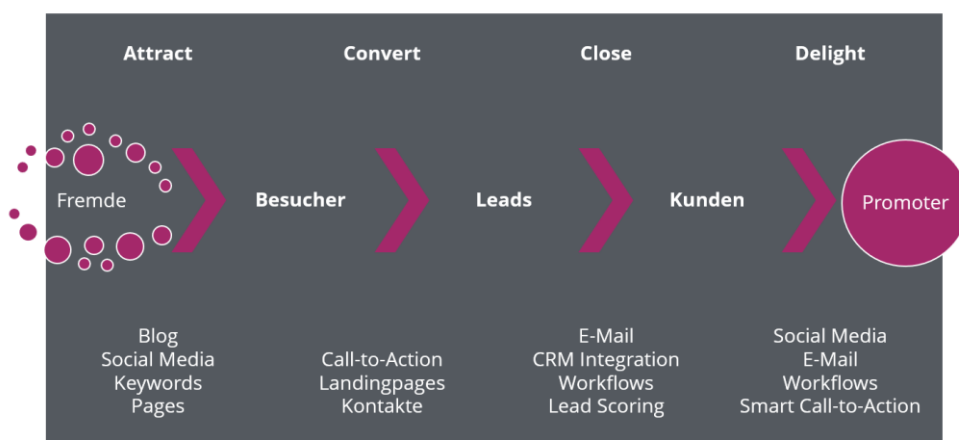 Attract
Convert
Close
Delight
Fremde
Besucher
Leads
Kunden
Promoter
Blog
Social Media
Keywords
Pages
Call-to-Action
Landingpages
Kontakte
E-Mail
CRM Integration
Workflows
Lead Scoring
Social Media
E-Mail
Workflows
Smart Call-to-Action